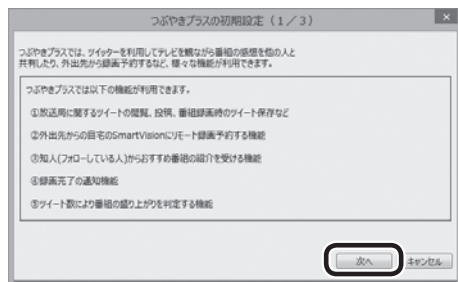 つぶやきプラスの初期設定(1/3)
つぶやきプラスでは、ツイッターを利用してテレビを観ながら番組の感想を他の人と
共有したり、外出先から録画予約するなど、様々な機能が利用できます。
つぶやきプラスでは以下の機能が利用できます。
①放送局に関するツイートの閲覧、投稿、番組録画時のツイート保存など
②外出先からの自宅のSmartVisionにリモート録画予約する機能
③知人(フォローしている人)からおすすめ番組の紹介を受ける機能
④録画完了の通知機能
⑤ツイート数により番組の盛り上がりを判定する機能
次へ
キャンセル